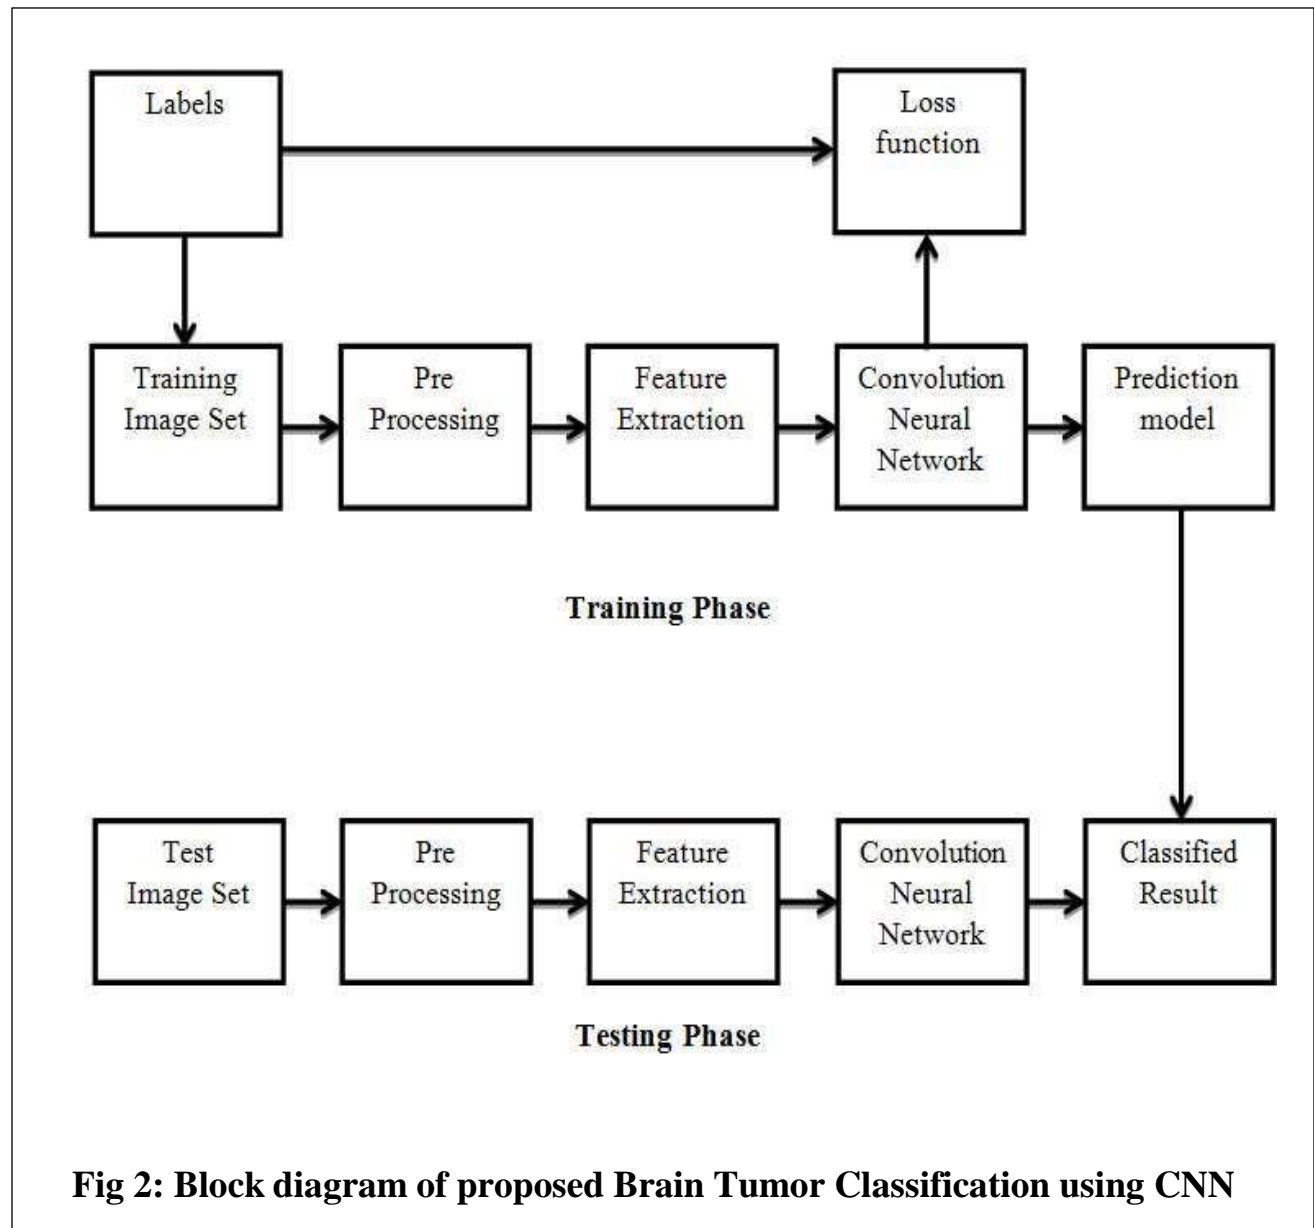 Labels
Loss
function
Training
Image Set
Pre
Processing
Feature
Extraction
Convolution
Neural
Network
Prediction
model
Training Phase
Test
Image Set
Pre
Processing
Feature
Extraction
Convolution
Neural
Network
Classified
Result
Testing Phase
Fig 2: Block diagram of proposed Brain Tumor Classification using CNN